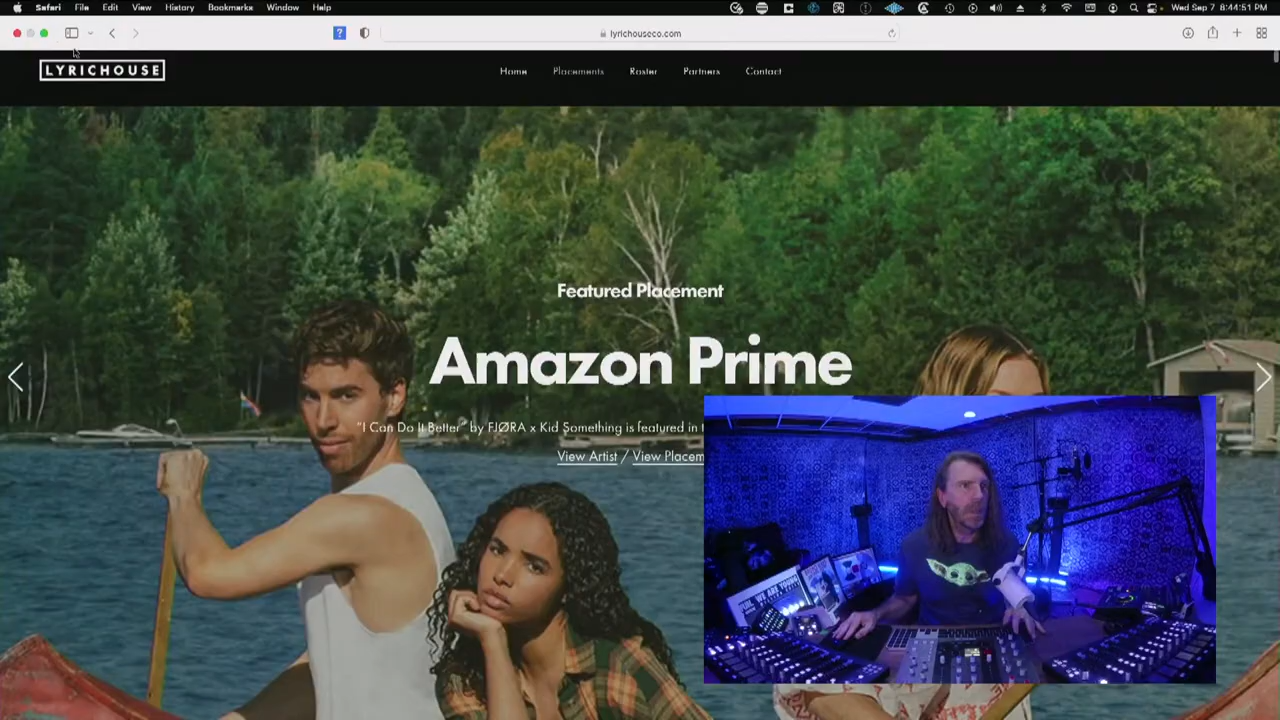 Safari File Edit View History Bookmarks Window Help Wed Sep 7 8:44:51 PM
lyrichouseco.com
LYRICHOUSE Home Placements Roster Partners Contact
Featured Placement
Amazon Prime
"I Can Do It Better" by FJØRA x Kid Something is featured in
View Artist / View Placem
WE ARE